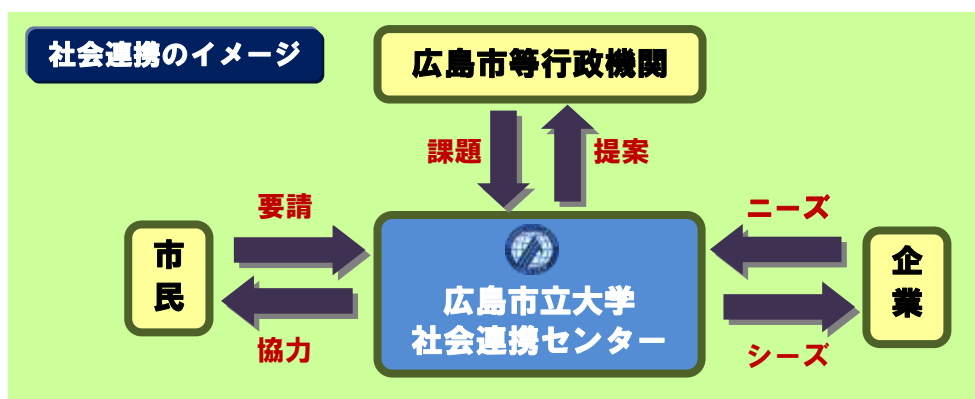 社会連携のイメージ
広島市等行政機関
課題
提案
要請
ニーズ
市民
企業
広島市立大学
社会連携センター
協力
シーズ